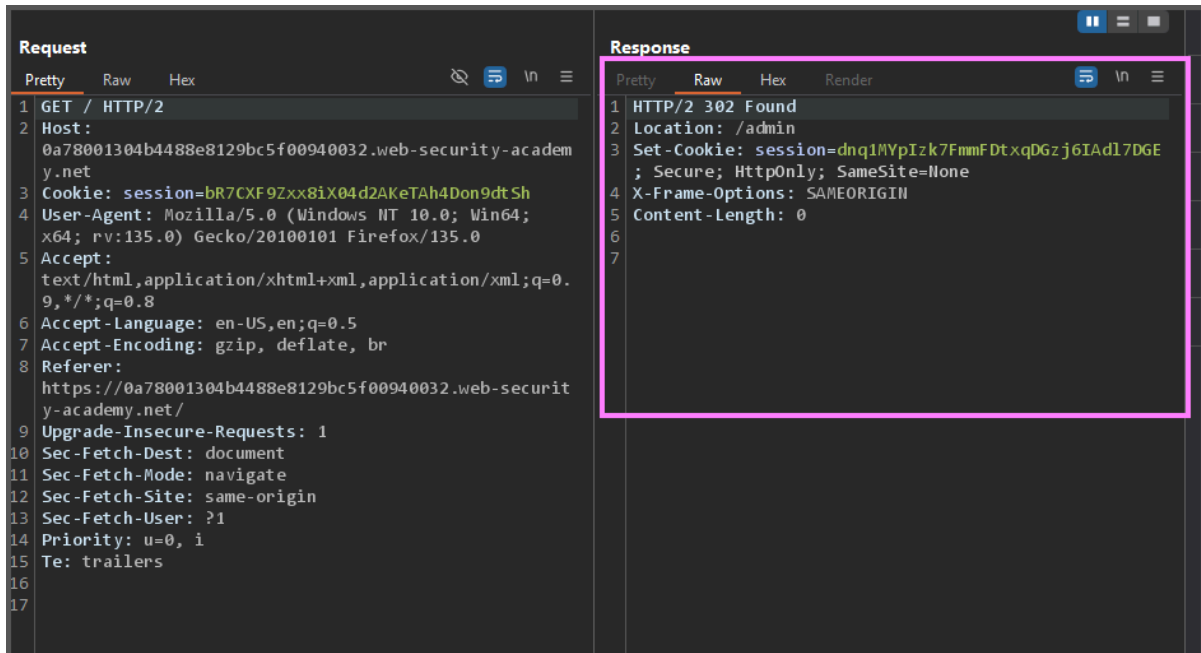 Request
Pretty Raw Hex \n
1 GET / HTTP/2
2 Host:
0a78001304b4488e8129bc5f00940032.web-security-academ
y.net
3 Cookie: session=bR7CXF9Zxx8iX04d2AKeTAh4Don9dtSh
4 User-Agent: Mozilla/5.0 (Windows NT 10.0; Win64;
x64; rv:135.0) Gecko/20100101 Firefox/135.0
5 Accept:
text/html,application/xhtml+xml,application/xml;q=0.
9,*/*;q=0.8
6 Accept-Language: en-US,en;q=0.5
7 Accept-Encoding: gzip, deflate, br
8 Referer:
https://0a78001304b4488e8129bc5f00940032.web-securit
y-academy.net/
9 Upgrade-Insecure-Requests: 1
10 Sec-Fetch-Dest: document
11 Sec-Fetch-Mode: navigate
12 Sec-Fetch-Site: same-origin
13 Sec-Fetch-User: ?1
14 Priority: u=0, i
15 Te: trailers
16
17
Response
Pretty Raw Hex Render \n
1 HTTP/2 302 Found
2 Location: /admin
3 Set-Cookie: session=dnq1MYpIzk7FmmFDtxqDGzj6IAdl7DGE
; Secure; HttpOnly; SameSite=None
4 X-Frame-Options: SAMEORIGIN
5 Content-Length: 0
6
7